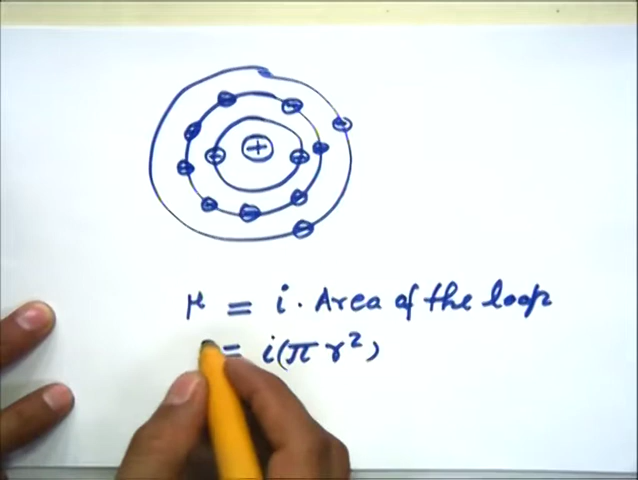 +
μ = i . Area of the loop
= i(π r²)